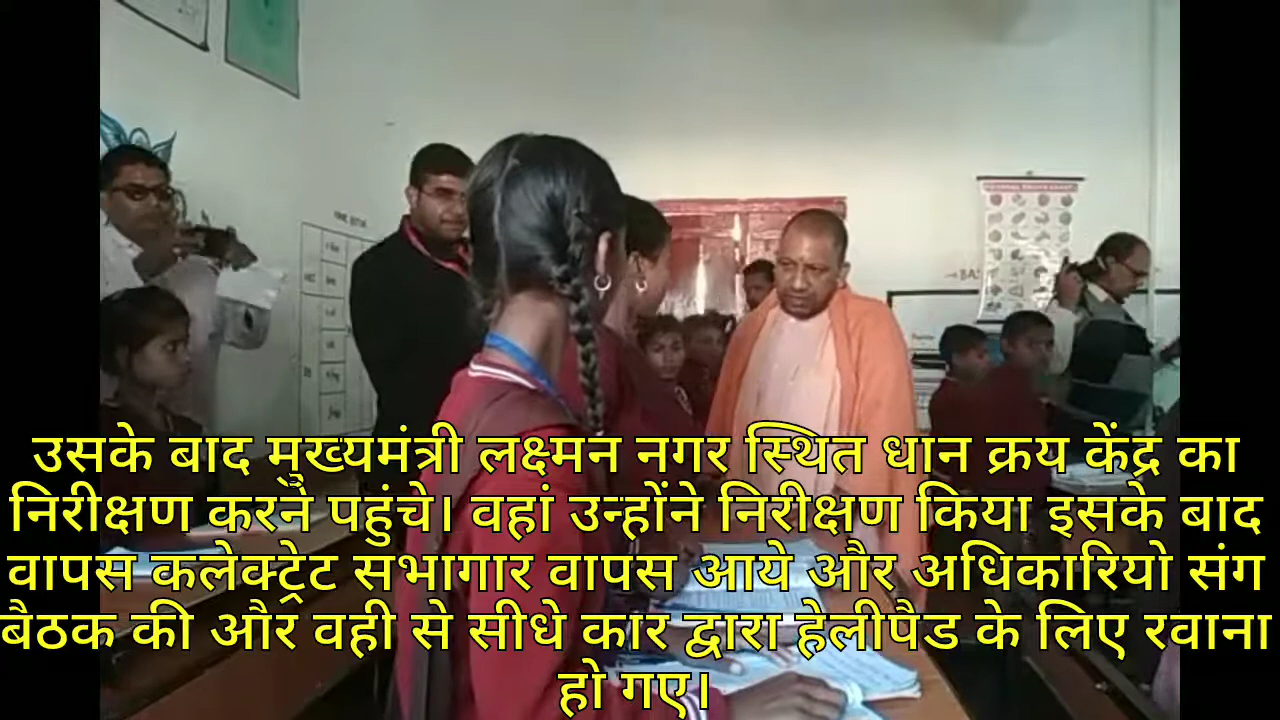 उसके बाद मुख्यमंत्री लक्ष्मन नगर स्थित धान क्रय केंद्र का
निरीक्षण करने पहुंचे। वहां उन्होंने निरीक्षण किया इसके बाद
वापस कलेक्ट्रेट सभागार वापस आये और अधिकारियो संग
बैठक की और वही से सीधे कार द्वारा हेलीपैड के लिए रवाना
हो गए।